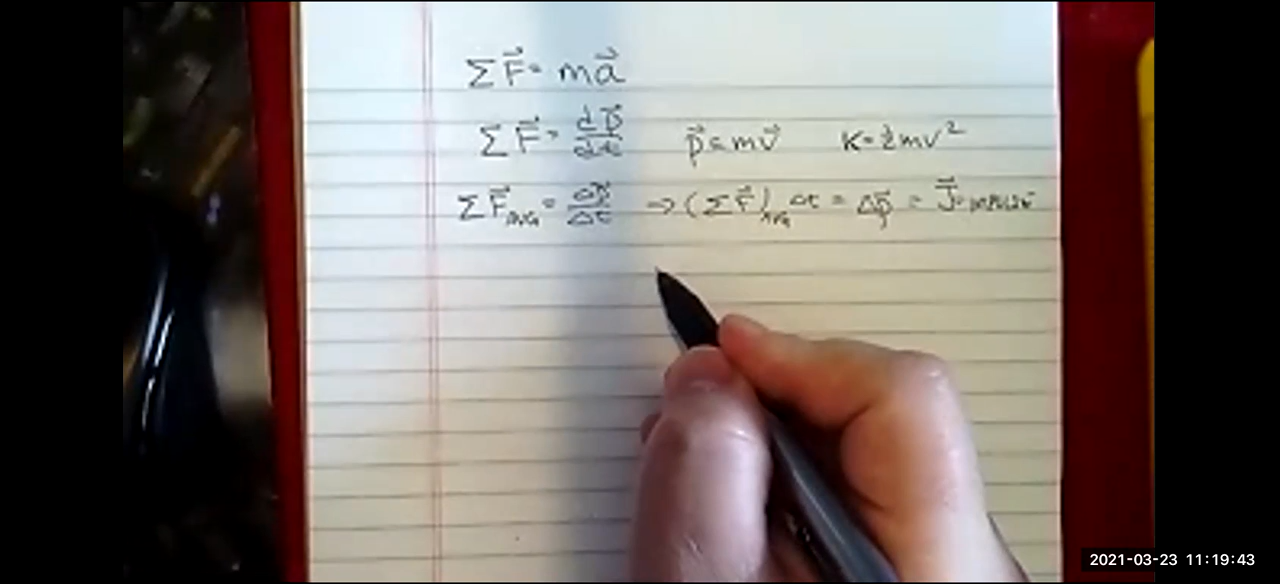 ΣF⃗ = ma⃗
ΣF⃗ = dp⃗/dt p⃗ = mv⃗ K = ½mv²
ΣF⃗AVG = Δp⃗/Δt → (ΣF⃗)AVG Δt = Δp⃗ = J⃗ = impulse
2021-03-23 11:19:43